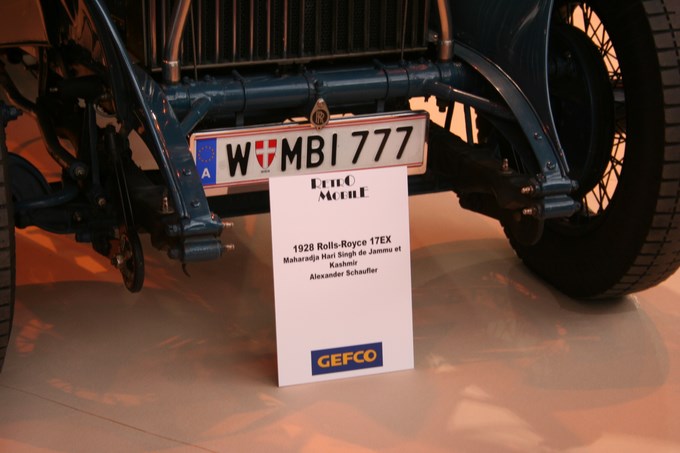 A W MBI 777
RETRO
MOBILE
1928 Rolls-Royce 17EX
Maharadja Hari Singh de Jammu et
Kashmir
Alexander Schaufler
GEFCO